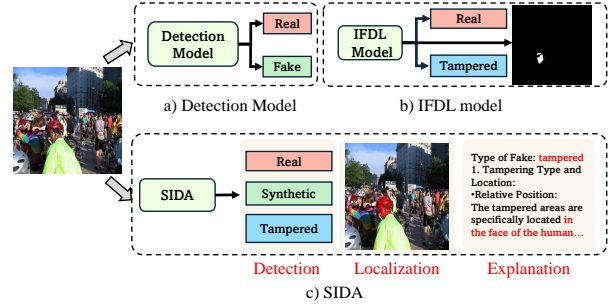 Detection
Model
Real
Fake
a) Detection Model
IFDL
Model
Real
Tampered
b) IFDL model
SIDA
Real
Synthetic
Tampered
Type of Fake: tampered
1. Tampering Type and
Location:
•Relative Position:
The tampered areas are
specifically located in
the face of the human…
Detection
Localization
Explanation
c) SIDA